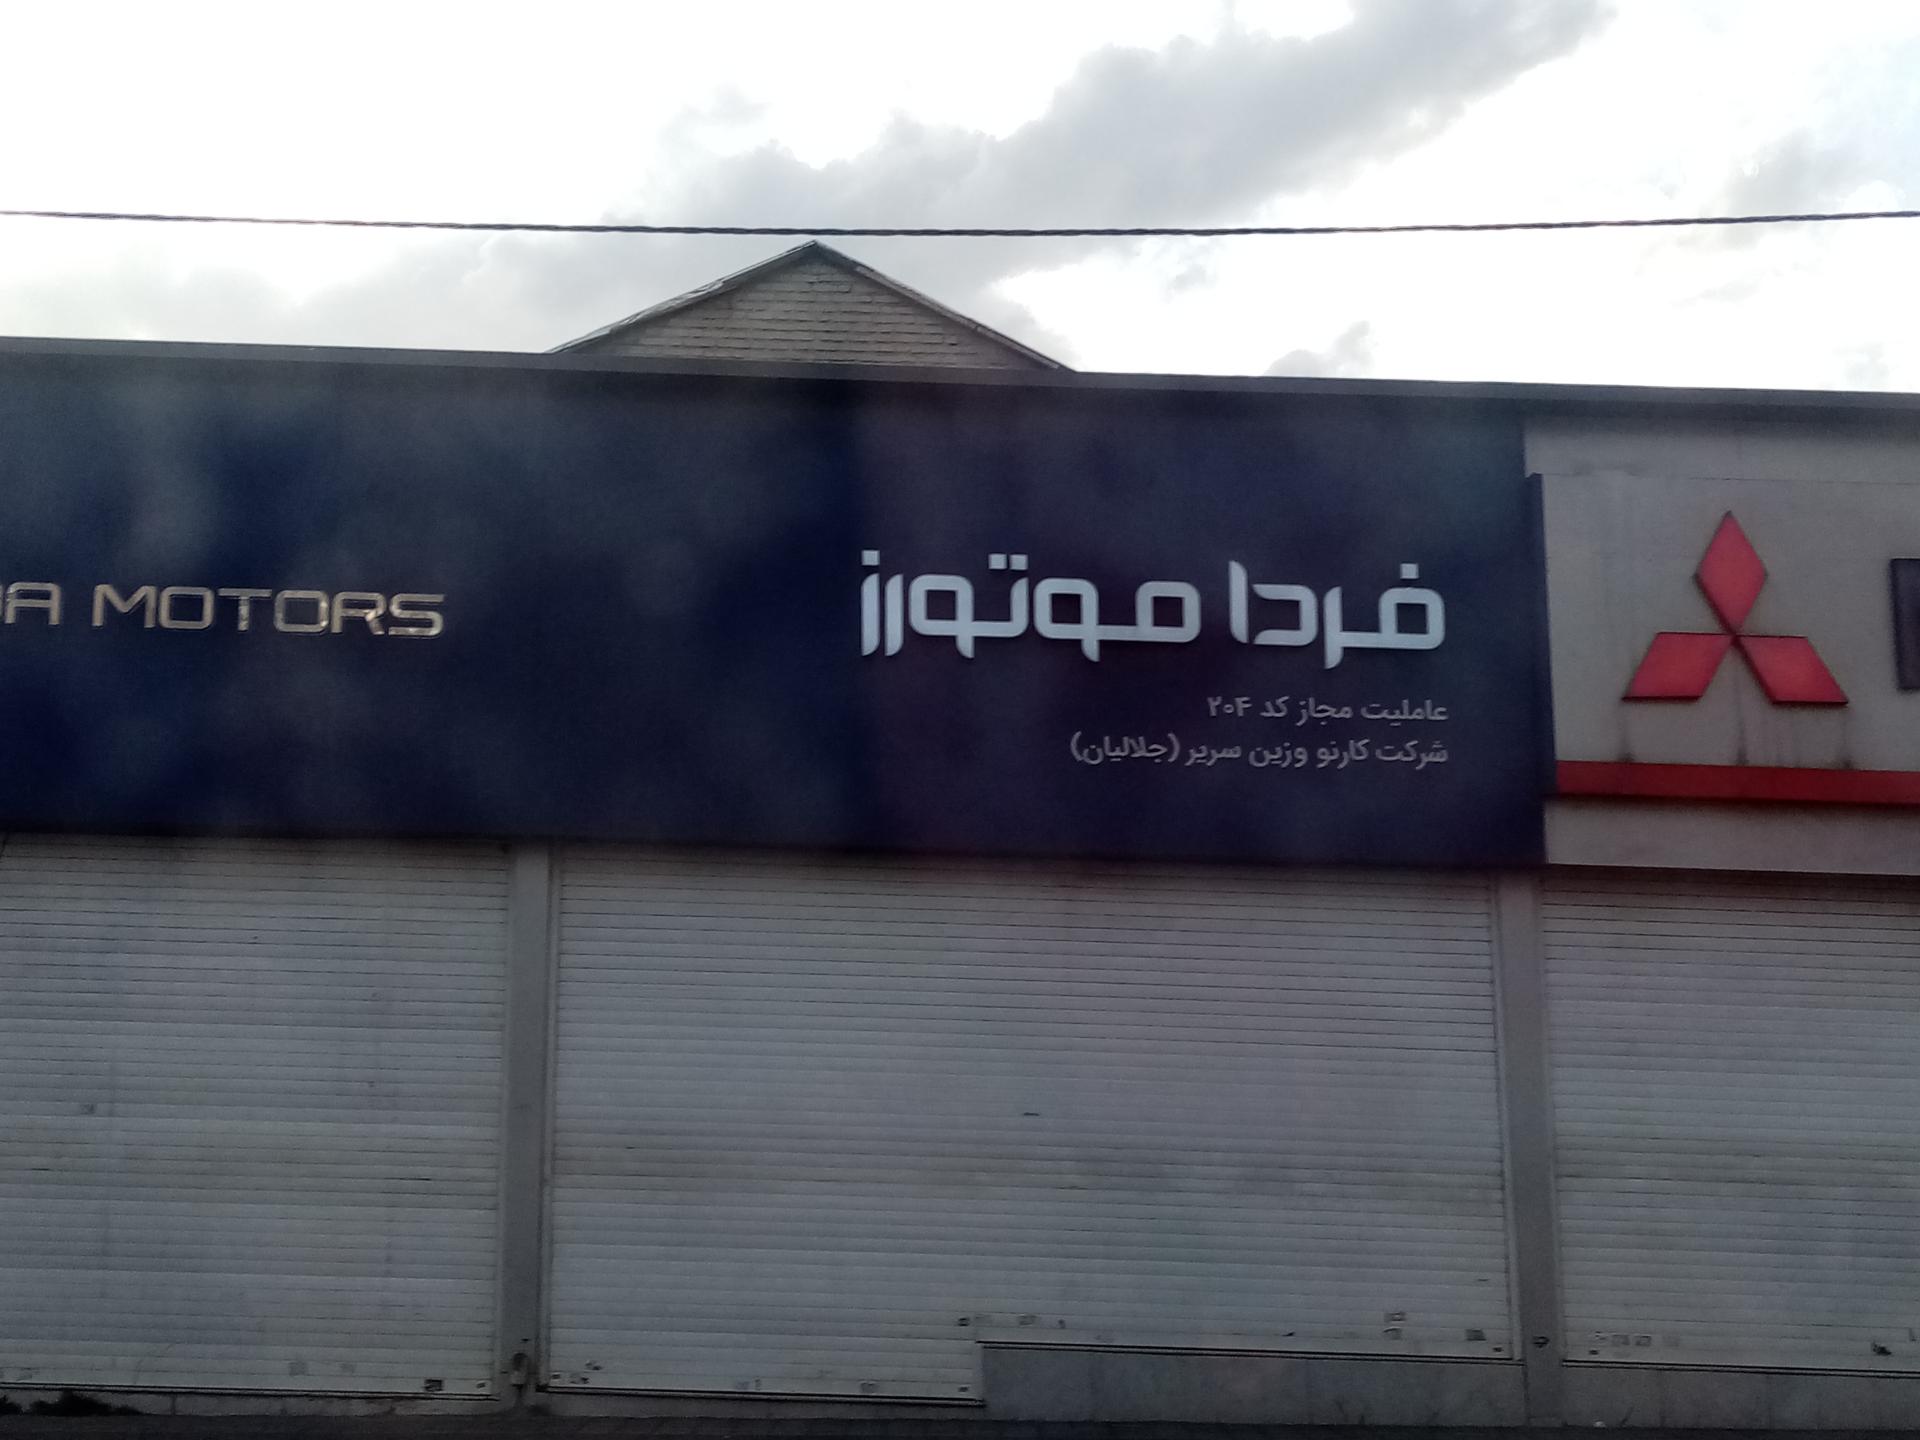 فردا موتورز
عاملیت مجاز کد ۲۰۴
شرکت کارنو وزین سریر (جلالیان)
MOTORS